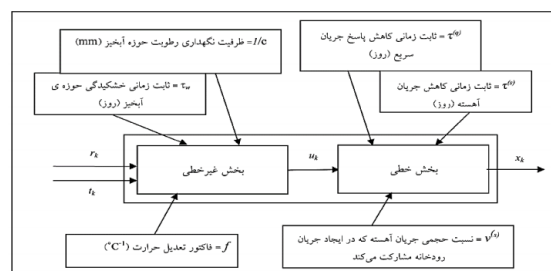 1/c= ظرفیت نگهداری رطوبت حوزه آبخیز (mm)
τw = ثابت زمانی خشکیدگی حوزه ی
آبخیز (روز)
τ(q) = ثابت زمانی کاهش پاسخ جریان
سریع (روز)
τ(s) = ثابت زمانی کاهش جریان
آهسته (روز)
rk
tk
بخش غیرخطی
uk
بخش خطی
xk
f = فاکتور تعدیل حرارت (°C-1)
v(s) = نسبت حجمی جریان آهسته که در ایجاد جریان
رودخانه مشارکت می‌کند